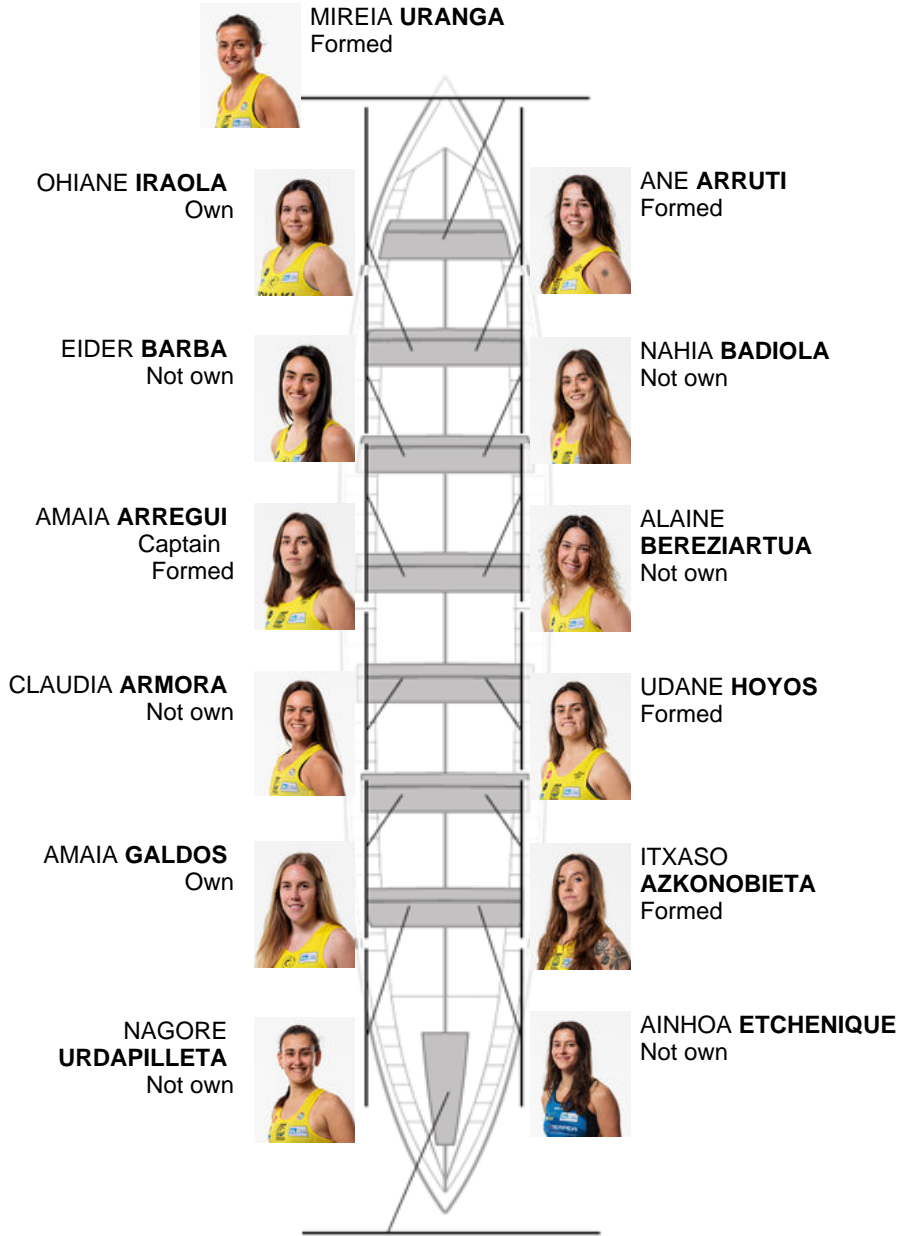 MIREIA URANGA
Formed
OHIANE IRAOLA
Own
ANE ARRUTI
Formed
EIDER BARBA
Not own
NAHIA BADIOLA
Not own
AMAIA ARREGUI
Captain
Formed
ALAINE
BEREZIARTUA
Not own
CLAUDIA ARMORA
Not own
UDANE HOYOS
Formed
AMAIA GALDOS
Own
ITXASO
AZKONOBIETA
Formed
NAGORE
URDAPILLETA
Not own
AINHOA ETCHENIQUE
Not own